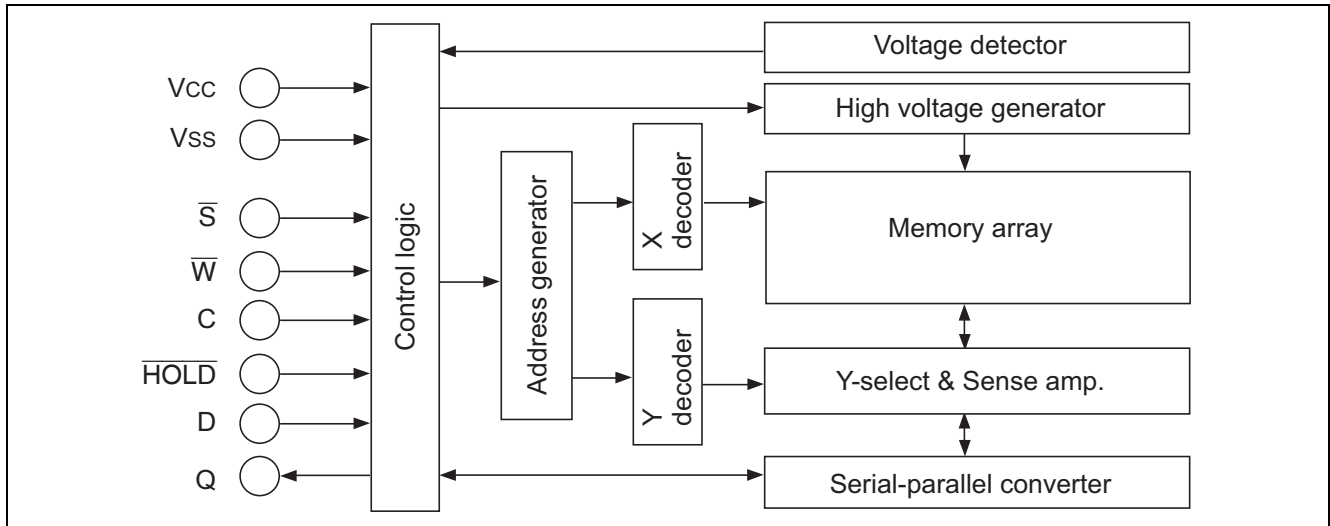 Vcc
Vss
S̅
W̅
C
H̅O̅L̅D̅
D
Q
Control logic
Address generator
X
decoder
Y
decoder
Voltage detector
High voltage generator
Memory array
Y-select & Sense amp.
Serial-parallel converter